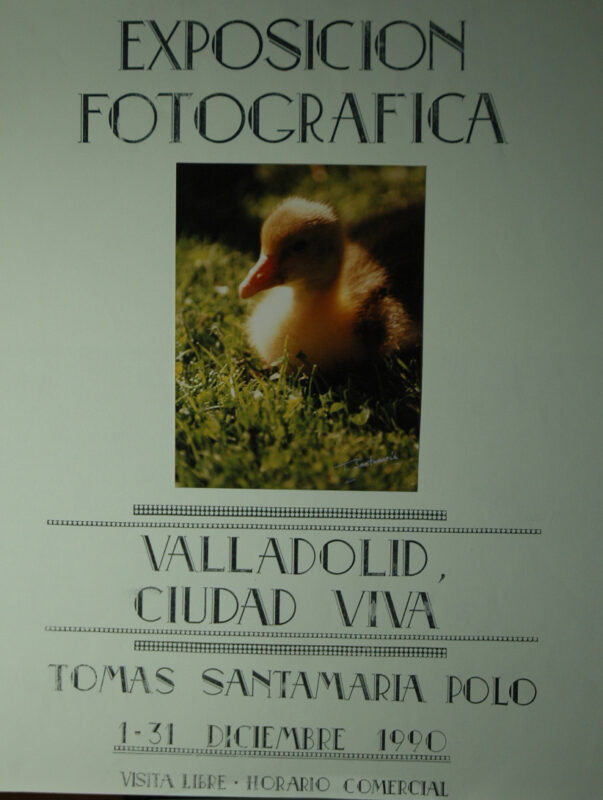 EXPOSICION
FOTOGRAFICA
VALLADOLID,
CIUDAD VIVA
TOMAS SANTAMARIA POLO
1-31 DICIEMBRE 1990
VISITA LIBRE · HORARIO COMERCIAL